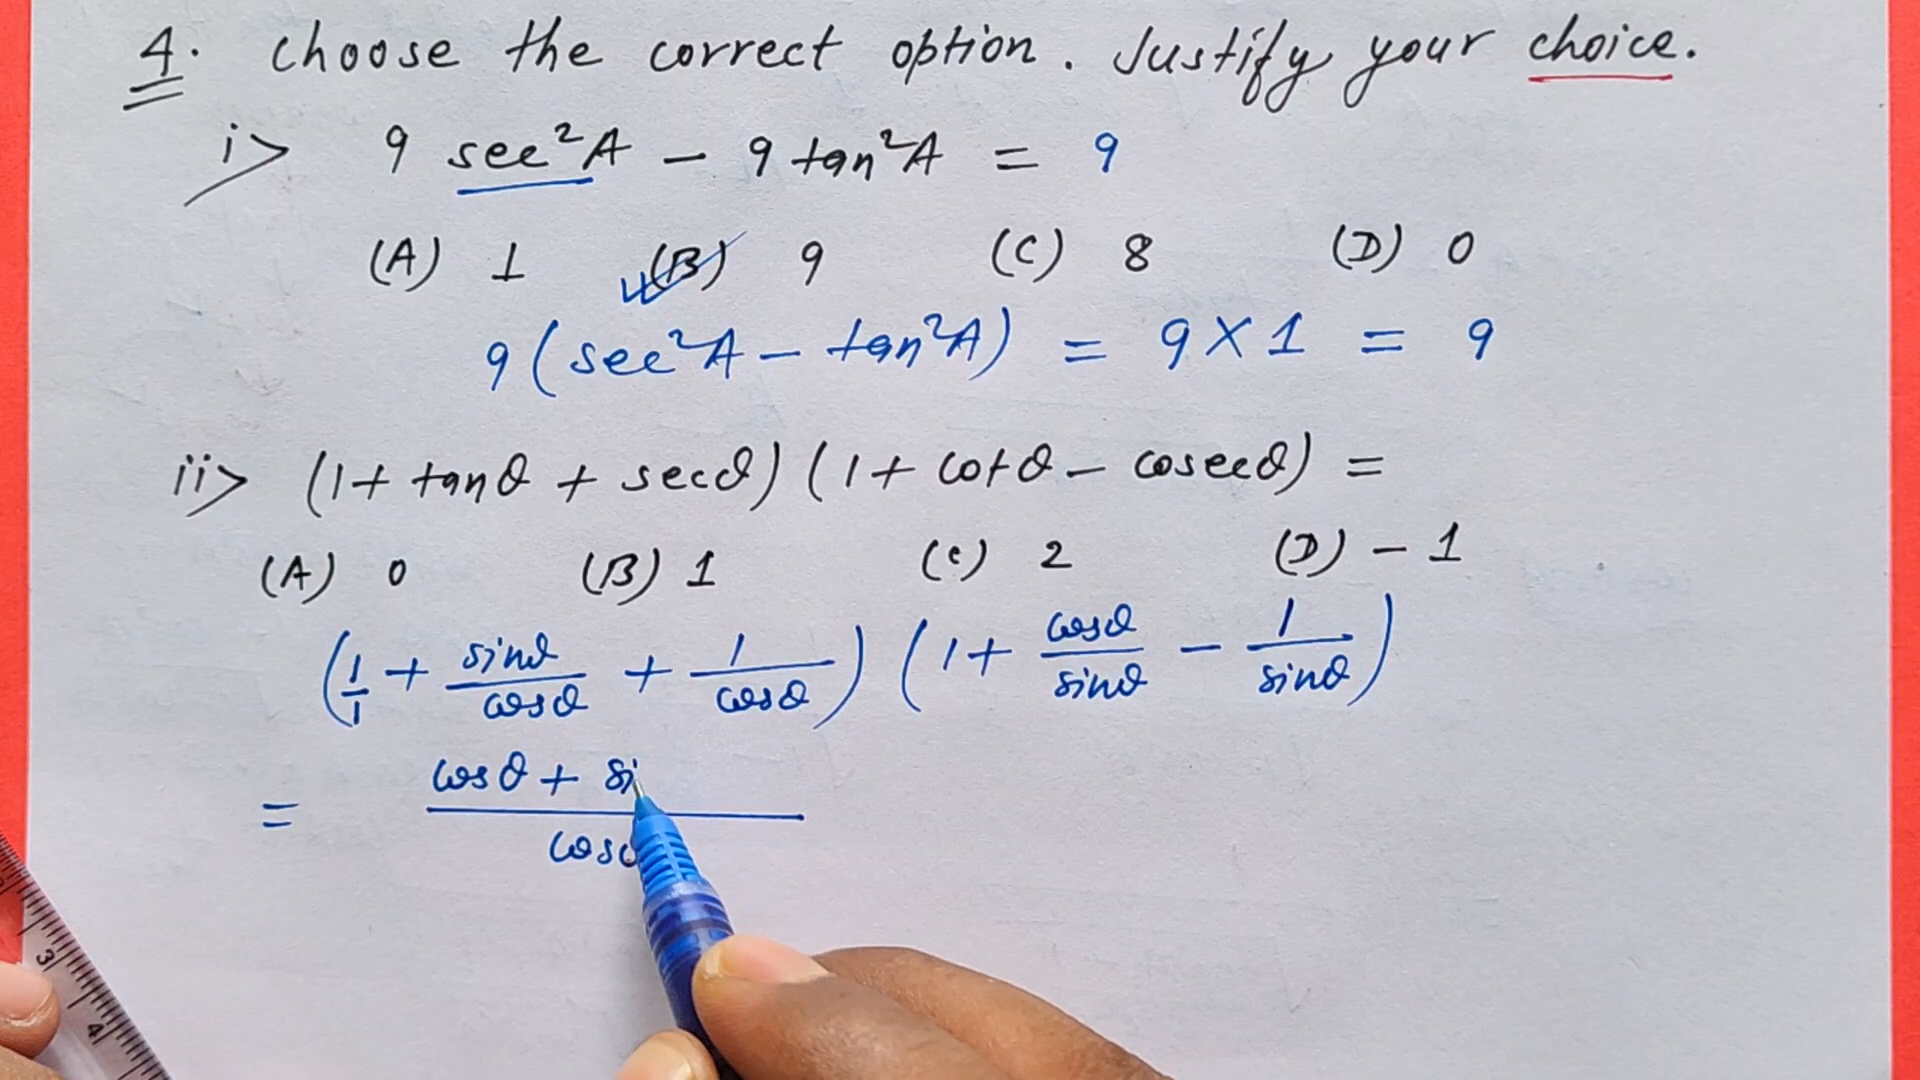 4. Choose the correct option. Justify your choice.
i> 9 sec²A - 9 tan²A = 9
(A) 1 (B) 9 (C) 8 (D) 0
9 (sec²A - tan²A) = 9 × 1 = 9
ii> (1 + tanθ + secθ) (1 + cotθ - cosecθ) =
(A) 0 (B) 1 (C) 2 (D) - 1
(1/1 + sinθ/cosθ + 1/cosθ) (1 + cosθ/sinθ - 1/sinθ)
= cosθ + si
cosθ
3
4